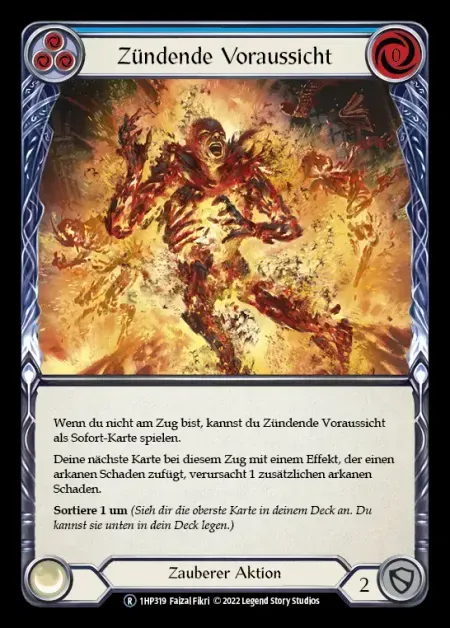 Zündende Voraussicht
0
Wenn du nicht am Zug bist, kannst du Zündende Voraussicht
als Sofort-Karte spielen.
Deine nächste Karte bei diesem Zug mit einem Effekt, der einen
arkanen Schaden zufügt, verursacht 1 zusätzlichen arkanen
Schaden.
Sortiere 1 um (Sieh dir die oberste Karte in deinem Deck an. Du
kannst sie unten in dein Deck legen.)
Zauberer Aktion
2
R 1HP319 Faizal Fikri © 2022 Legend Story Studios